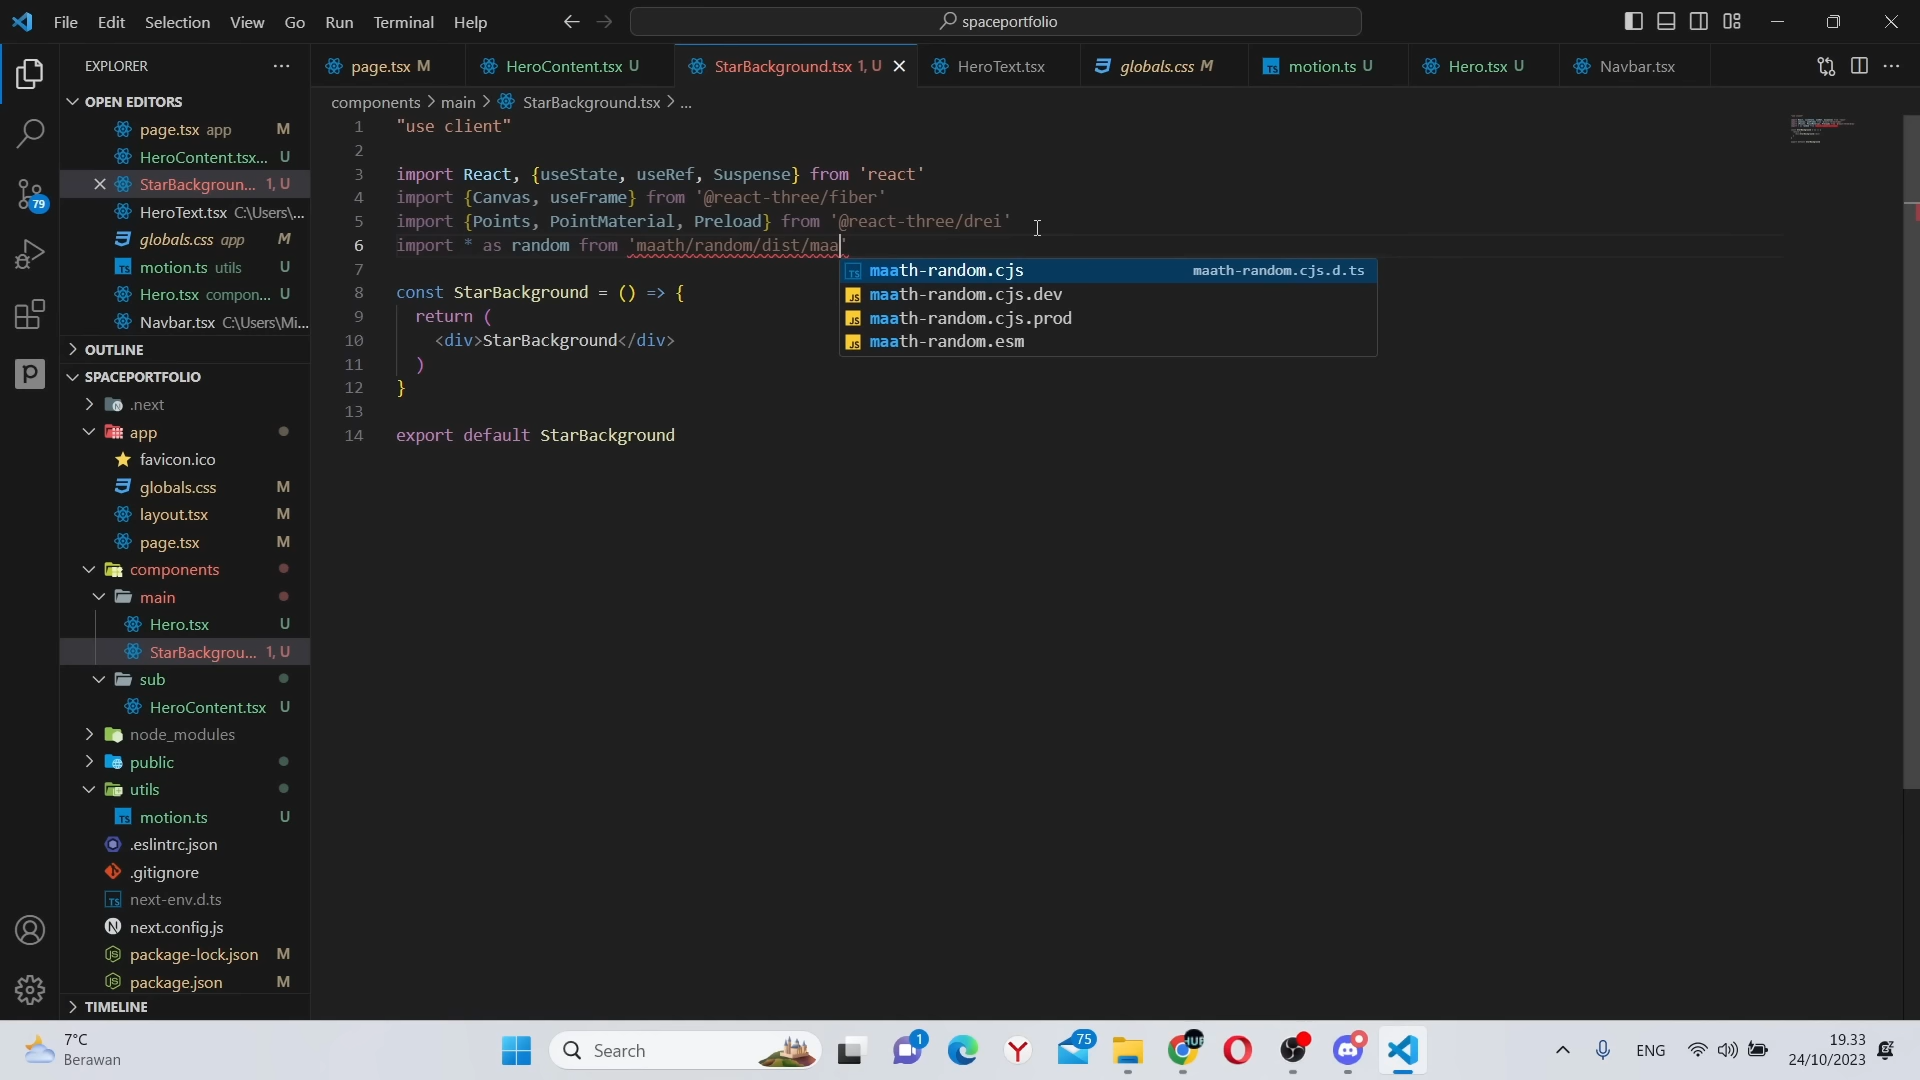 File Edit Selection View Go Run Terminal Help
spaceportfolio
EXPLORER
page.tsx M
HeroContent.tsx U
StarBackground.tsx 1, U
HeroText.tsx
globals.css M
motion.ts U
Hero.tsx U
Navbar.tsx
components > main > StarBackground.tsx > ...
OPEN EDITORS
page.tsx app M
HeroContent.tsx... U
StarBackgroun... 1, U
HeroText.tsx C:\Users\...
globals.css app M
motion.ts utils U
Hero.tsx compon... U
Navbar.tsx C:\Users\Mi...
OUTLINE
SPACEPORTFOLIO
.next
app
favicon.ico
globals.css M
layout.tsx M
page.tsx M
components
main
Hero.tsx U
StarBackgrou... 1, U
sub
HeroContent.tsx U
node_modules
public
utils
motion.ts U
.eslintrc.json
.gitignore
next-env.d.ts
next.config.js
package-lock.json M
package.json M
TIMELINE
79
1 "use client"
2
3 import React, {useState, useRef, Suspense} from 'react'
4 import {Canvas, useFrame} from '@react-three/fiber'
5 import {Points, PointMaterial, Preload} from '@react-three/drei'
6 import * as random from 'maath/random/dist/maa'
7
8 const StarBackground = () => {
9 return (
10 <div>StarBackground</div>
11 )
12 }
13
14 export default StarBackground
maath-random.cjs maath-random.cjs.d.ts
maath-random.cjs.dev
maath-random.cjs.prod
maath-random.esm
7°C
Berawan
Search
1
75
HUB
ENG
19.33
24/10/2023